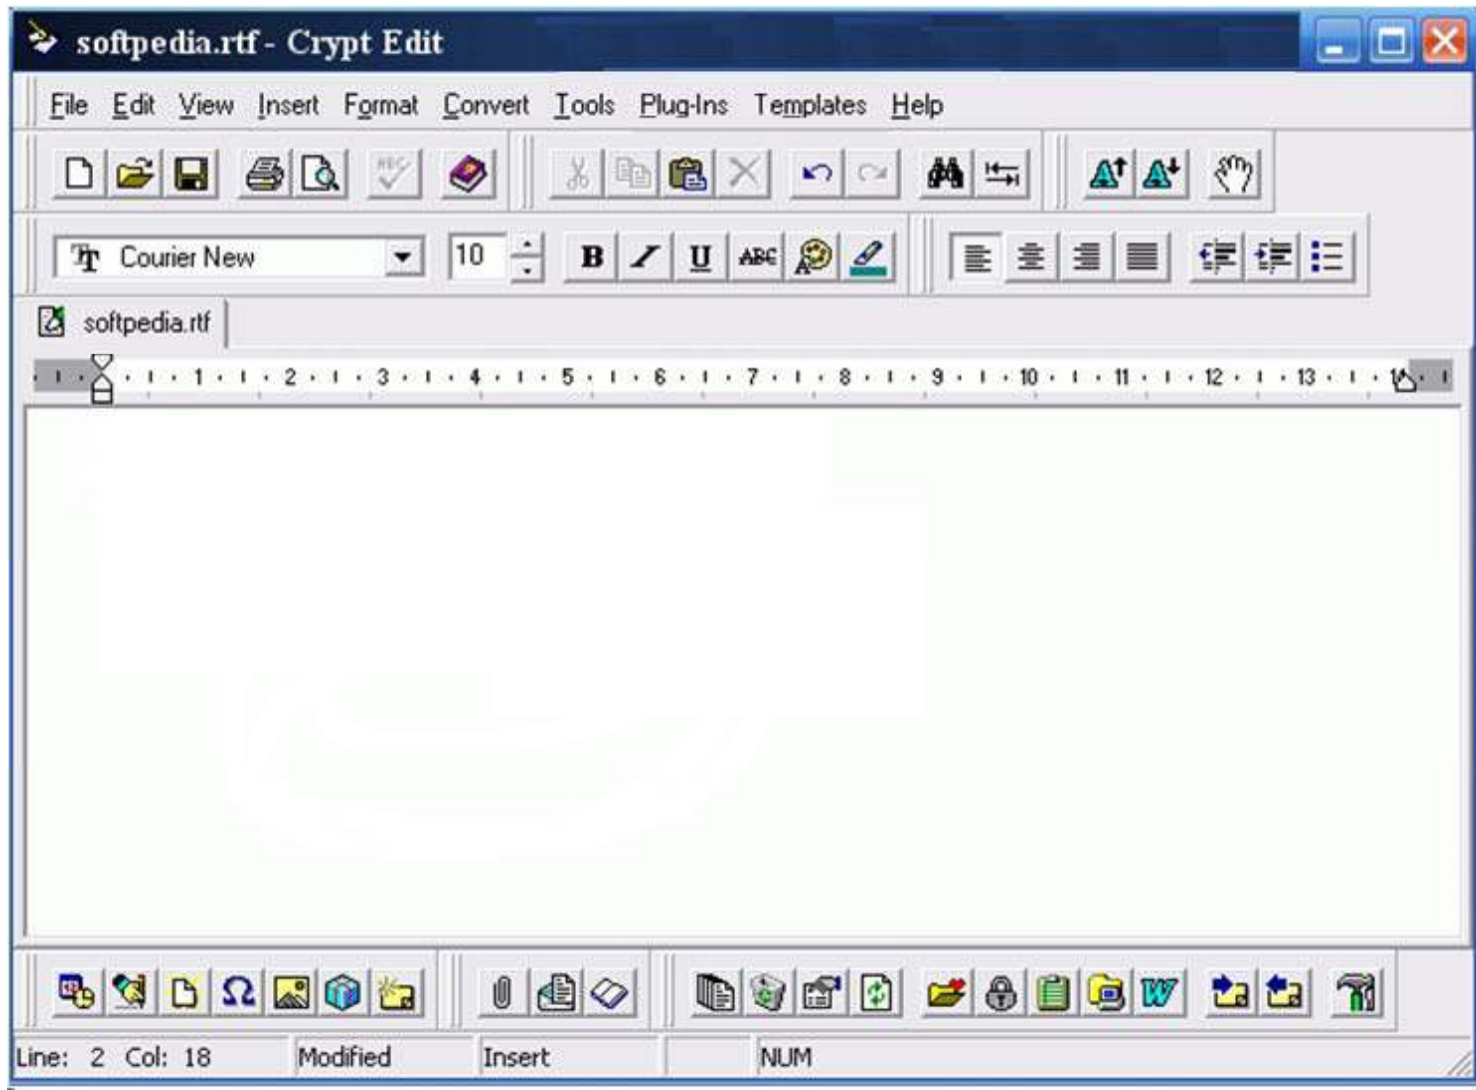 softpedia.rtf - Crypt Edit
File Edit View Insert Format Convert Tools Plug-Ins Templates Help
ABC
Courier New 10 B I U ABC A
softpedia.rtf
1 2 3 4 5 6 7 8 9 10 11 12 13
Ω W
Line: 2 Col: 18 Modified Insert NUM